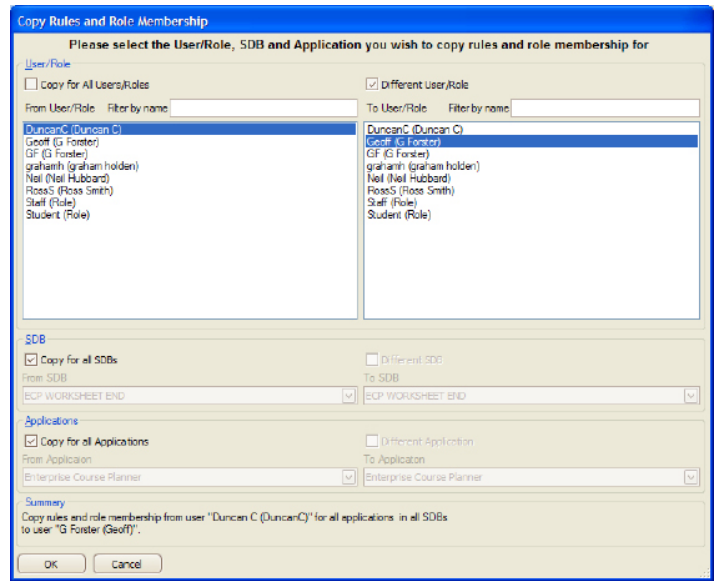 Copy Rules and Role Membership
Please select the User/Role, SDB and Application you wish to copy rules and role membership for
User/Role
Copy for All Users/Roles
Different User/Role
From User/Role Filter by name
To User/Role Filter by name
DuncanC (Duncan C)
Geoff (G Forster)
GF (G Forster)
grahamh (graham holden)
Neil (Neil Hubbard)
RossS (Ross Smith)
Staff (Role)
Student (Role)
DuncanC (Duncan C)
Geoff (G Forster)
GF (G Forster)
grahamh (graham holden)
Neil (Neil Hubbard)
RossS (Ross Smith)
Staff (Role)
Student (Role)
SDB
Copy for all SDBs
Different SDB
From SDB
To SDB
ECP WORKSHEET END
ECP WORKSHEET END
Applications
Copy for all Applications
Different Application
From Applicaion
To Applicaton
Enterprise Course Planner
Enterprise Course Planner
Summary
Copy rules and role membership from user "Duncan C (DuncanC)" for all applications in all SDBs
to user "G Forster (Geoff)".
OK
Cancel